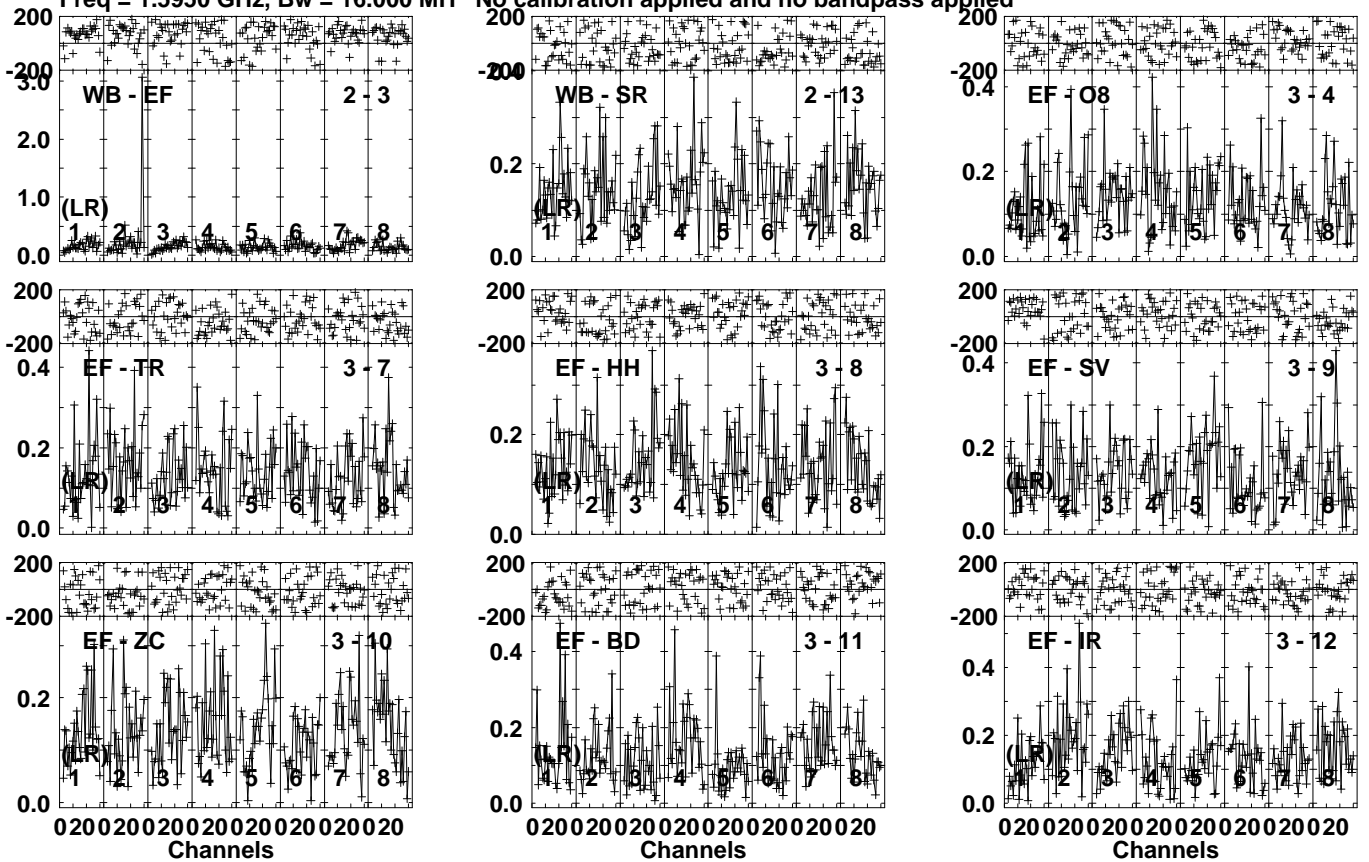 Freq = 1.5950 GHz, Bw = 16.000 MH No calibration applied and no bandpass applied
200
-200
3.0
2.0
1.0
0.0
WB - EF 2 - 3
(LR)
1 2 3 4 5 6 7 8
200
-200
0.4
0.2
0.0
WB - SR 2 - 13
(LR)
1 2 3 4 5 6 7 8
200
-200
0.4
0.2
0.0
EF - O8 3 - 4
(LR)
1 2 3 4 5 6 7 8
200
-200
0.4
0.2
0.0
EF - TR 3 - 7
(LR)
1 2 3 4 5 6 7 8
200
-200
0.2
0.0
EF - HH 3 - 8
(LR)
1 2 3 4 5 6 7 8
200
-200
0.4
0.2
0.0
EF - SV 3 - 9
(LR)
1 2 3 4 5 6 7 8
200
-200
0.2
0.0
EF - ZC 3 - 10
(LR)
1 2 3 4 5 6 7 8
0 20 0 20 0 20 0 20 0 20 0 20 0 20 0 20
Channels
200
-200
0.4
0.2
0.0
EF - BD 3 - 11
(LR)
1 2 3 4 5 6 7 8
0 20 0 20 0 20 0 20 0 20 0 20 0 20 0 20
Channels
200
-200
0.4
0.2
0.0
EF - IR 3 - 12
(LR)
1 2 3 4 5 6 7 8
0 20 0 20 0 20 0 20 0 20 0 20 0 20 0 20
Channels